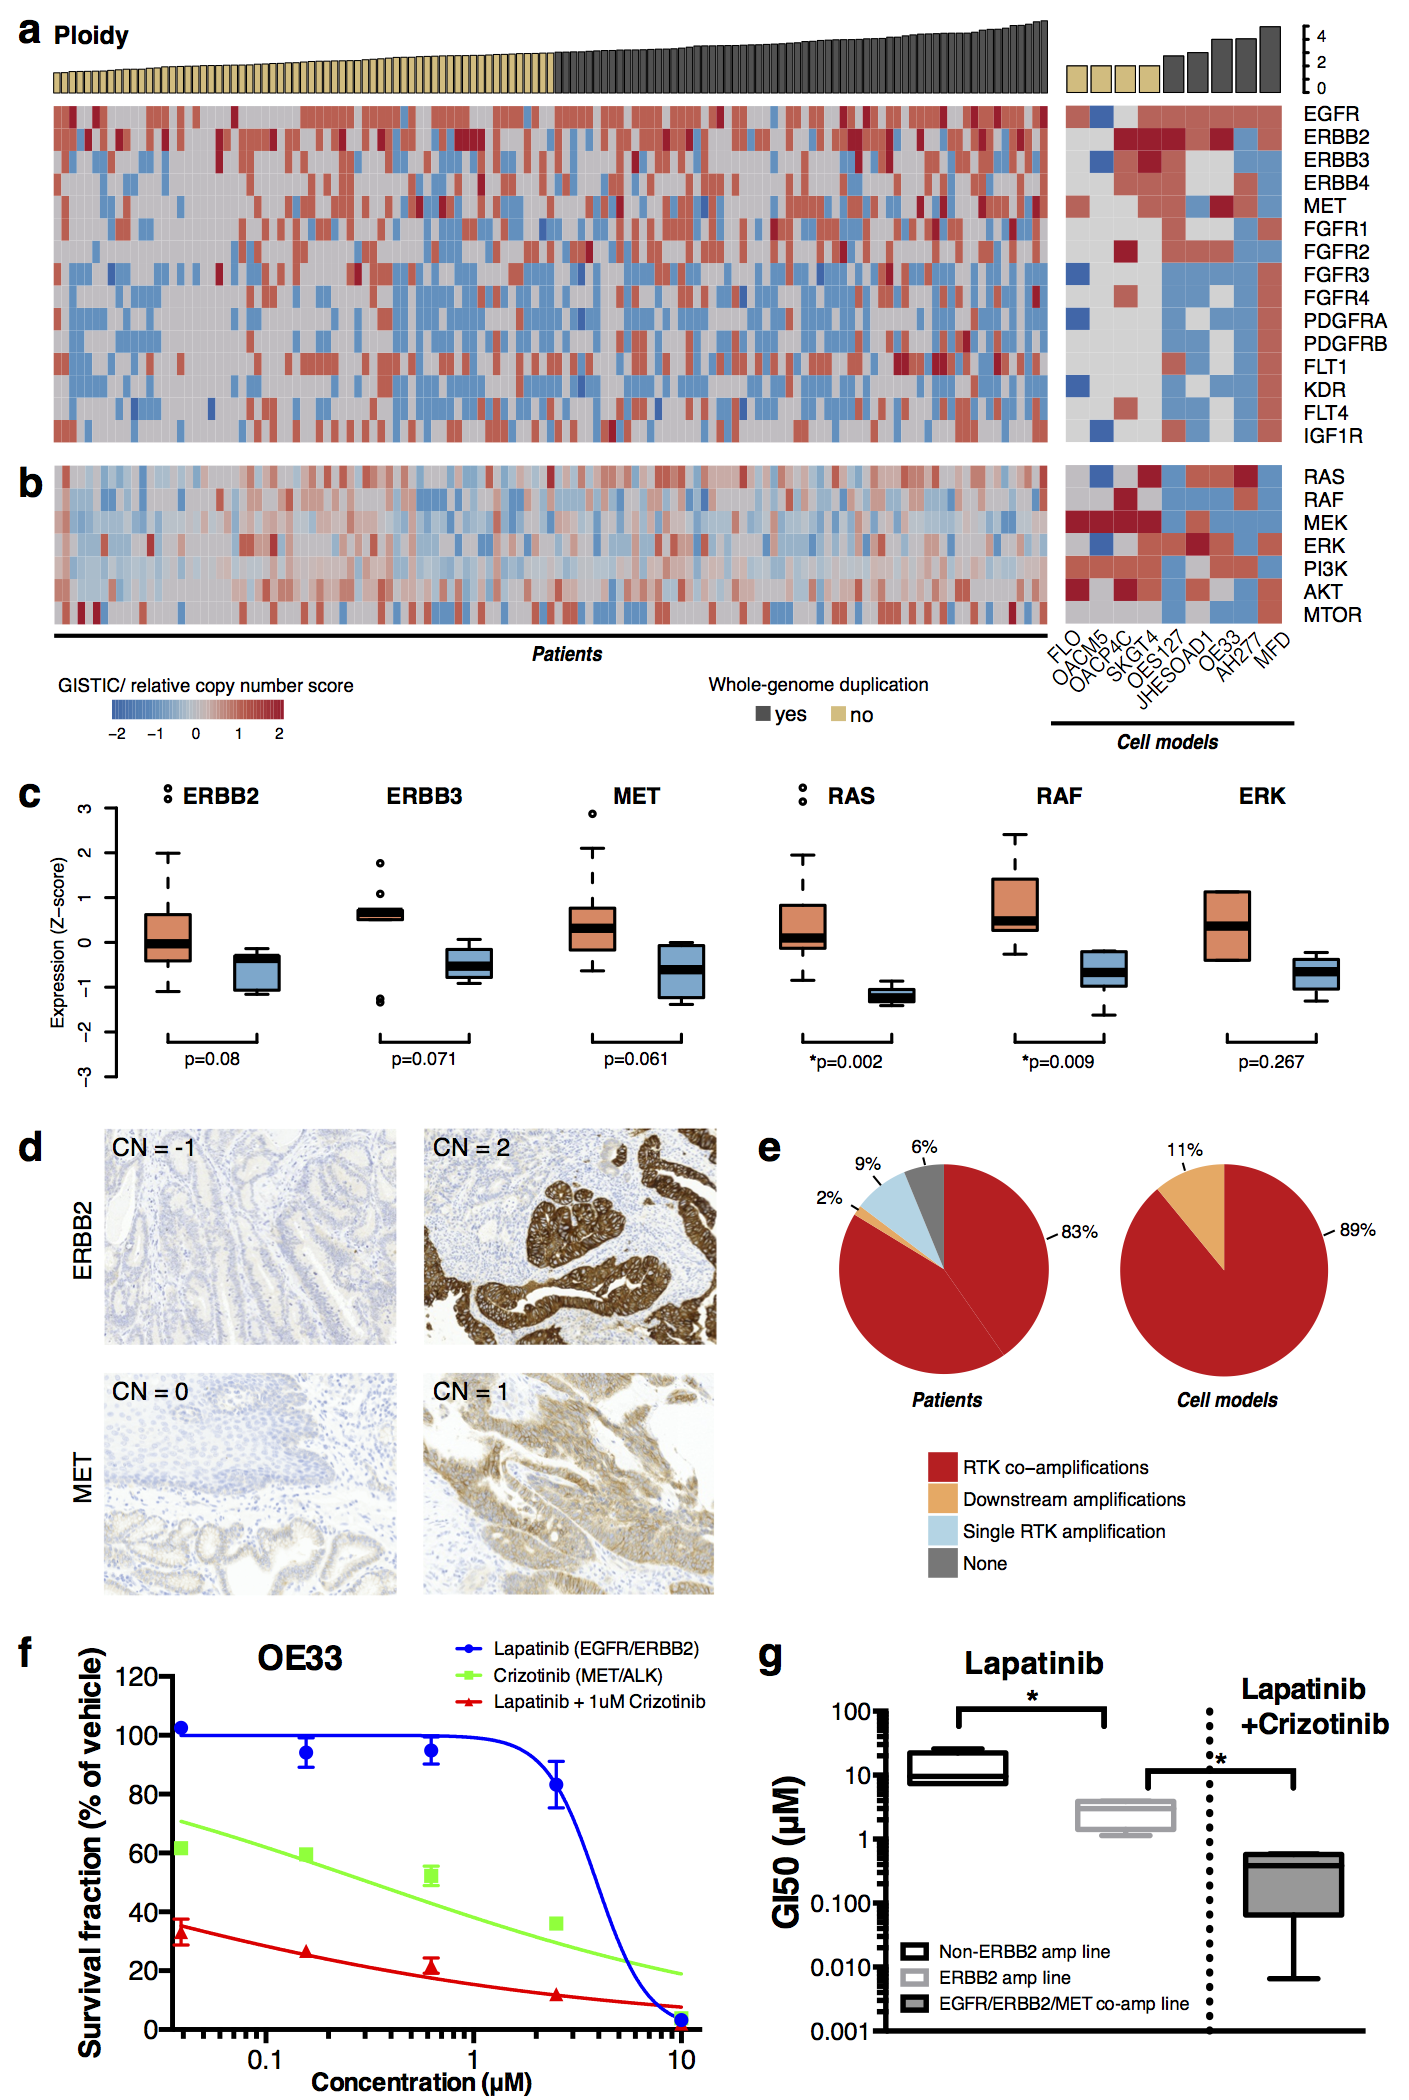 a Ploidy
4
2
0
EGFR
ERBB2
ERBB3
ERBB4
MET
FGFR1
FGFR2
FGFR3
FGFR4
PDGFRA
PDGFRB
FLT1
KDR
FLT4
IGF1R
b
RAS
RAF
MEK
ERK
PI3K
AKT
MTOR
FLO
OACM5
OACP4C
SKGT4
OES127
JHESOAD1
OE33
AH277
MFD
Patients
Cell models
GISTIC/ relative copy number score
−2 −1 0 1 2
Whole-genome duplication
yes no
c
ERBB2 ERBB3 MET RAS RAF ERK
Expression (Z−score)
3
2
1
0
−1
−2
−3
p=0.08 p=0.071 p=0.061 *p=0.002 *p=0.009 p=0.267
d
ERBB2
CN = -1 CN = 2
MET
CN = 0 CN = 1
e
6%
9%
2%
83%
11%
89%
Patients Cell models
RTK co−amplifications
Downstream amplifications
Single RTK amplification
None
f OE33
Lapatinib (EGFR/ERBB2)
Crizotinib (MET/ALK)
Lapatinib + 1uM Crizotinib
Survival fraction (% of vehicle)
120
100
80
60
40
20
0
0.1 1 10
Concentration (µM)
g Lapatinib
Lapatinib
+Crizotinib
*
*
GI50 (µM)
100
10
1
0.100
0.010
0.001
Non-ERBB2 amp line
ERBB2 amp line
EGFR/ERBB2/MET co-amp line